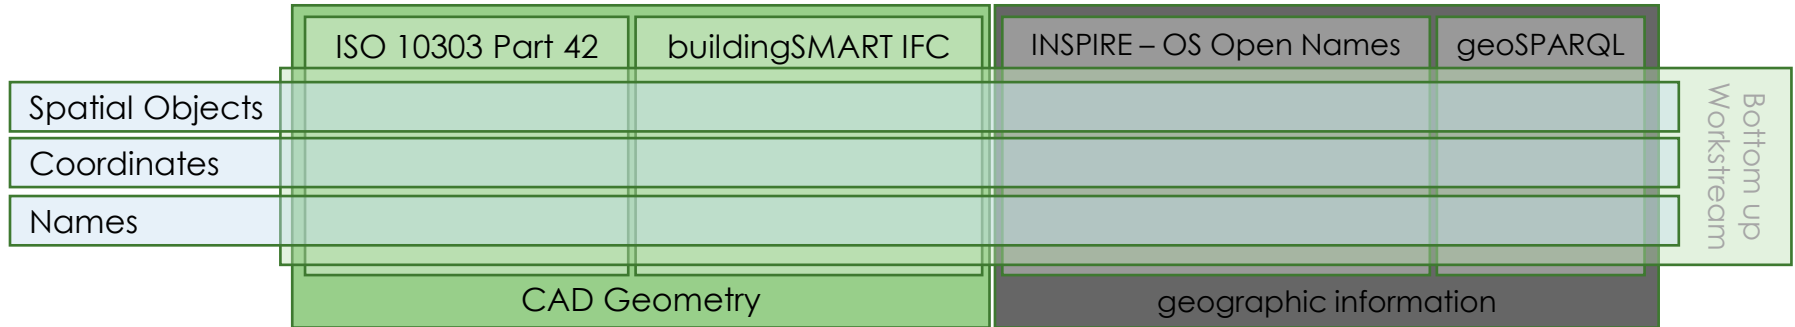 ISO 10303 Part 42
buildingSMART IFC
INSPIRE – OS Open Names
geoSPARQL
Spatial Objects
Coordinates
Names
Bottom up
Workstream
CAD Geometry
geographic information